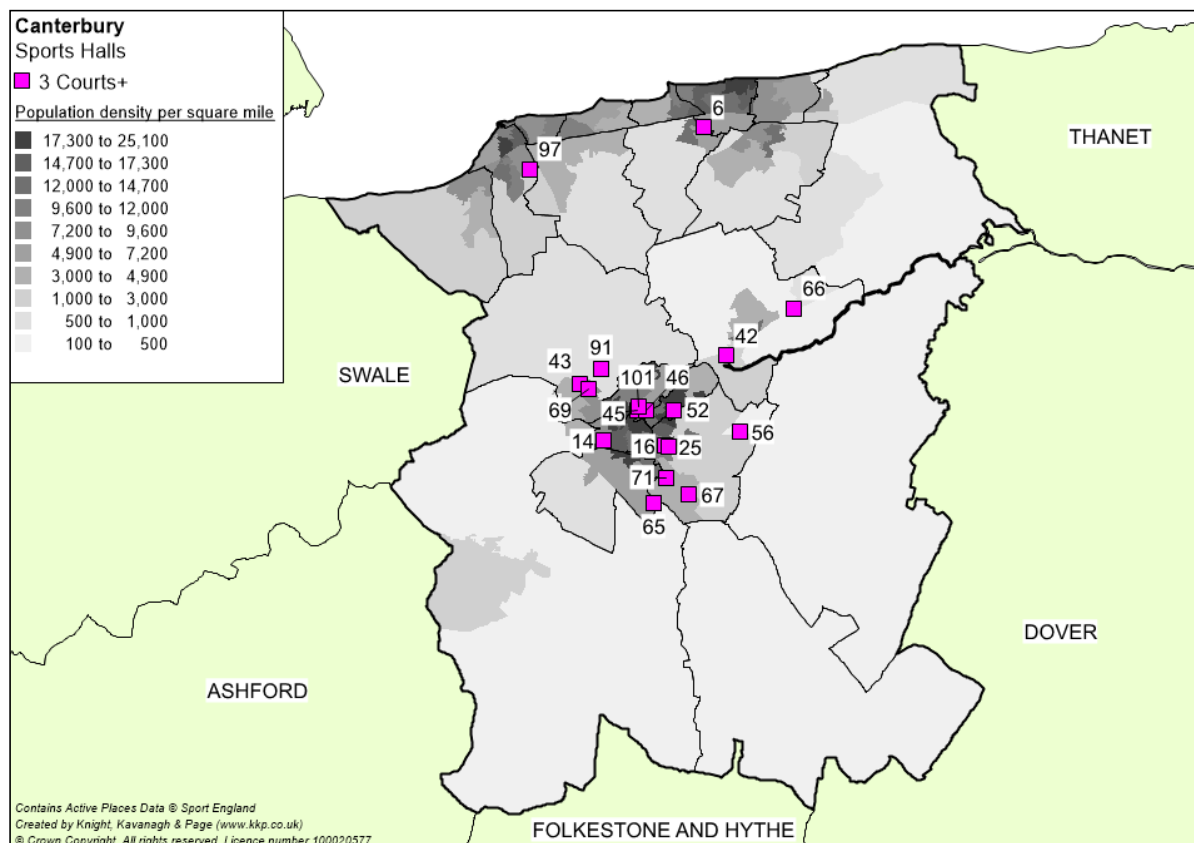 Canterbury
Sports Halls
3 Courts+
Population density per square mile
17,300 to 25,100
14,700 to 17,300
12,000 to 14,700
9,600 to 12,000
7,200 to 9,600
4,900 to 7,200
3,000 to 4,900
1,000 to 3,000
500 to 1,000
100 to 500
6
THANET
97
66
42
91
43
SWALE
101
46
69
45
52
56
14
16
25
71
67
65
DOVER
ASHFORD
FOLKESTONE AND HYTHE
Contains Active Places Data © Sport England
Created by Knight, Kavanagh & Page (www.kkp.co.uk)
© Crown Copyright. All rights reserved. Licence number 100020577